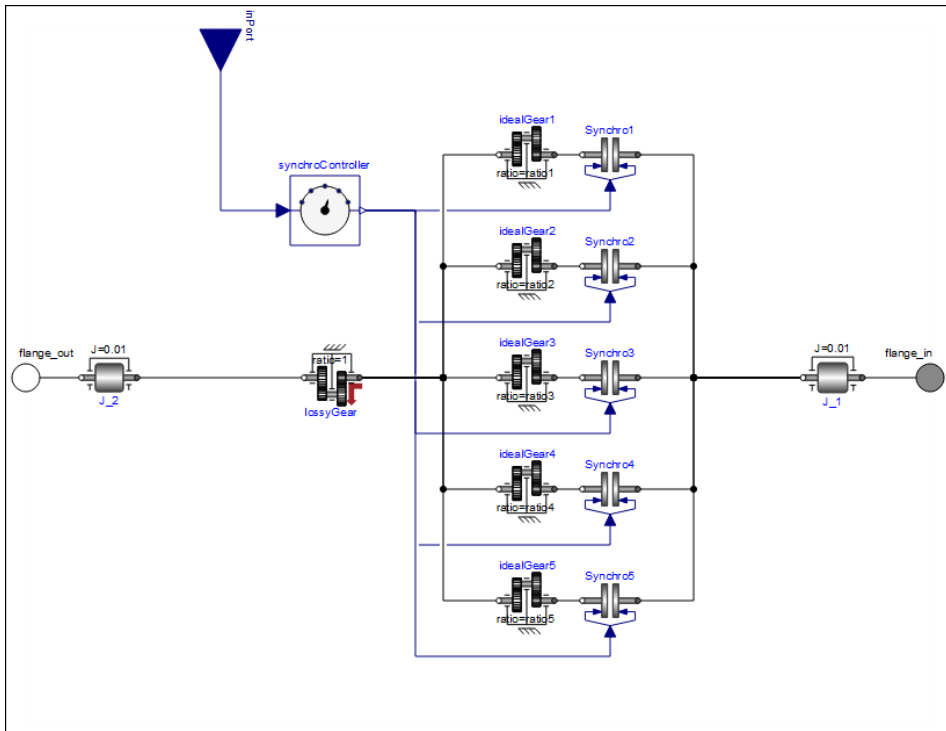 inPort
idealGear1
Synchro1
ratio=ratio1
synchroController
idealGear2
Synchro2
ratio=ratio2
flange_out
J=0.01
J_2
ratio=1
lossyGear
idealGear3
Synchro3
ratio=ratio3
J=0.01
J_1
flange_in
idealGear4
Synchro4
ratio=ratio4
idealGear5
Synchro5
ratio=ratio5